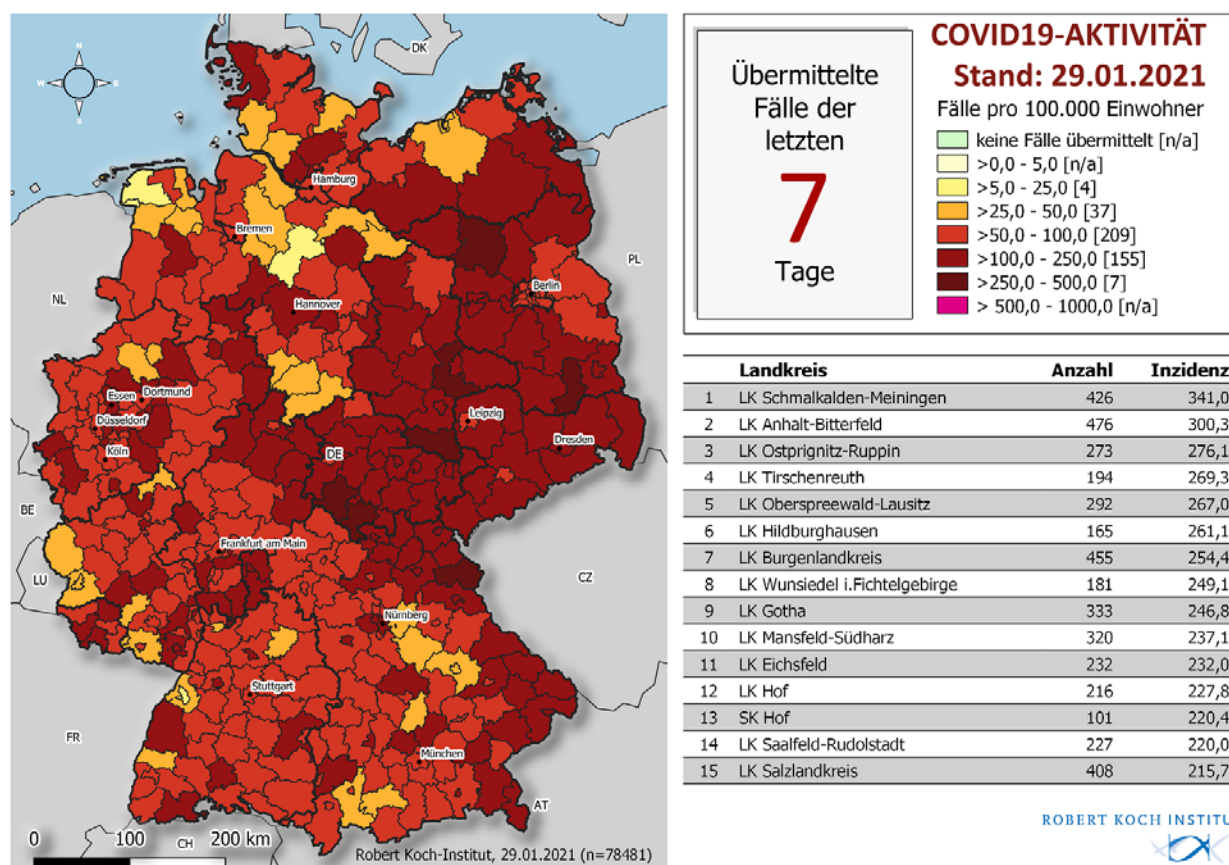 N
W
E
S
DK
Hamburg
Bremen
PL
NL
Berlin
Hannover
Essen
Dortmund
Düsseldorf
Leipzig
Köln
Dresden
DE
BE
Frankfurt am Main
LU
CZ
Nürnberg
Stuttgart
FR
München
AT
CH
0 100 200 km
Robert Koch-Institut, 29.01.2021 (n=78481)
Übermittelte
Fälle der
letzten
7
Tage
COVID19-AKTIVITÄT
Stand: 29.01.2021
Fälle pro 100.000 Einwohner
keine Fälle übermittelt [n/a]
>0,0 - 5,0 [n/a]
>5,0 - 25,0 [4]
>25,0 - 50,0 [37]
>50,0 - 100,0 [209]
>100,0 - 250,0 [155]
>250,0 - 500,0 [7]
> 500,0 - 1000,0 [n/a]
Landkreis Anzahl Inzidenz
1 LK Schmalkalden-Meiningen 426 341,0
2 LK Anhalt-Bitterfeld 476 300,3
3 LK Ostprignitz-Ruppin 273 276,1
4 LK Tirschenreuth 194 269,3
5 LK Oberspreewald-Lausitz 292 267,0
6 LK Hildburghausen 165 261,1
7 LK Burgenlandkreis 455 254,4
8 LK Wunsiedel i.Fichtelgebirge 181 249,1
9 LK Gotha 333 246,8
10 LK Mansfeld-Südharz 320 237,1
11 LK Eichsfeld 232 232,0
12 LK Hof 216 227,8
13 SK Hof 101 220,4
14 LK Saalfeld-Rudolstadt 227 220,0
15 LK Salzlandkreis 408 215,7
ROBERT KOCH INSTITU